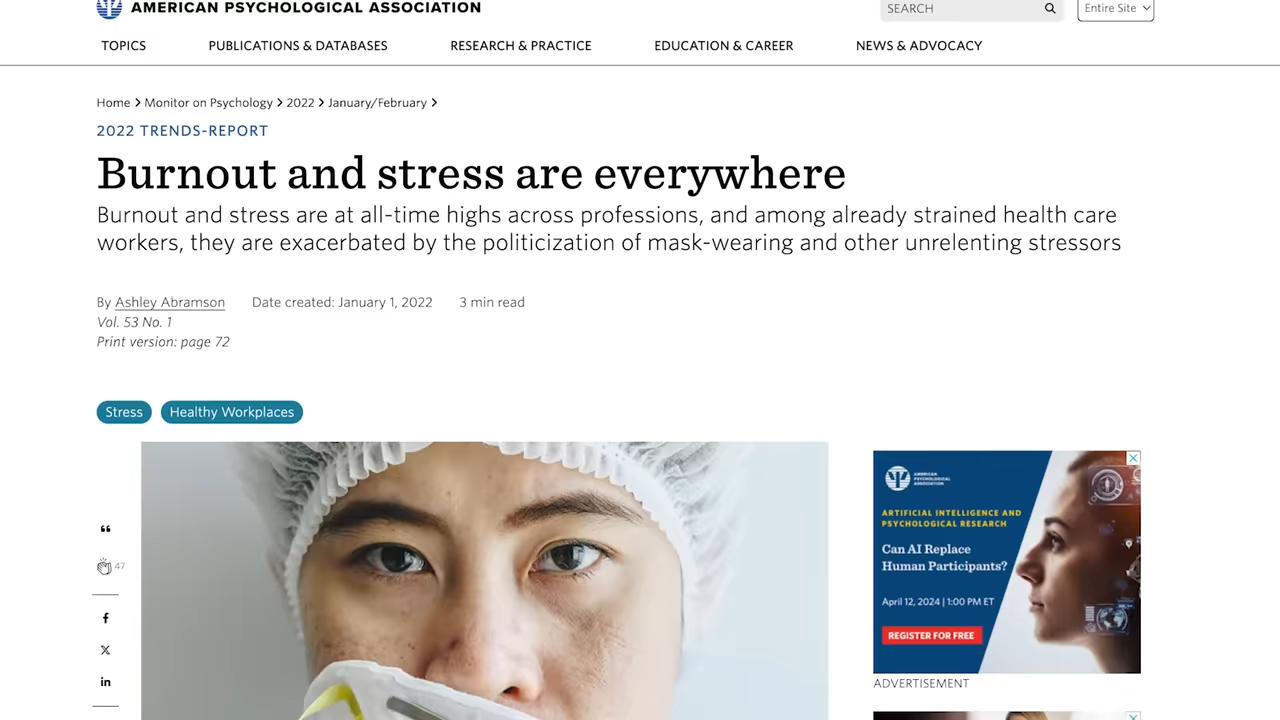 AMERICAN PSYCHOLOGICAL ASSOCIATION
SEARCH
Entire Site
TOPICS
PUBLICATIONS & DATABASES
RESEARCH & PRACTICE
EDUCATION & CAREER
NEWS & ADVOCACY
Home > Monitor on Psychology > 2022 > January/February >
2022 TRENDS-REPORT
Burnout and stress are everywhere
Burnout and stress are at all-time highs across professions, and among already strained health care
workers, they are exacerbated by the politicization of mask-wearing and other unrelenting stressors
By Ashley Abramson Date created: January 1, 2022 3 min read
Vol. 53 No. 1
Print version: page 72
Stress
Healthy Workplaces
47
AMERICAN
PSYCHOLOGICAL
ASSOCIATION
ARTIFICIAL INTELLIGENCE AND
PSYCHOLOGICAL RESEARCH
Can AI Replace
Human Participants?
April 12, 2024 | 1:00 PM ET
REGISTER FOR FREE
ADVERTISEMENT